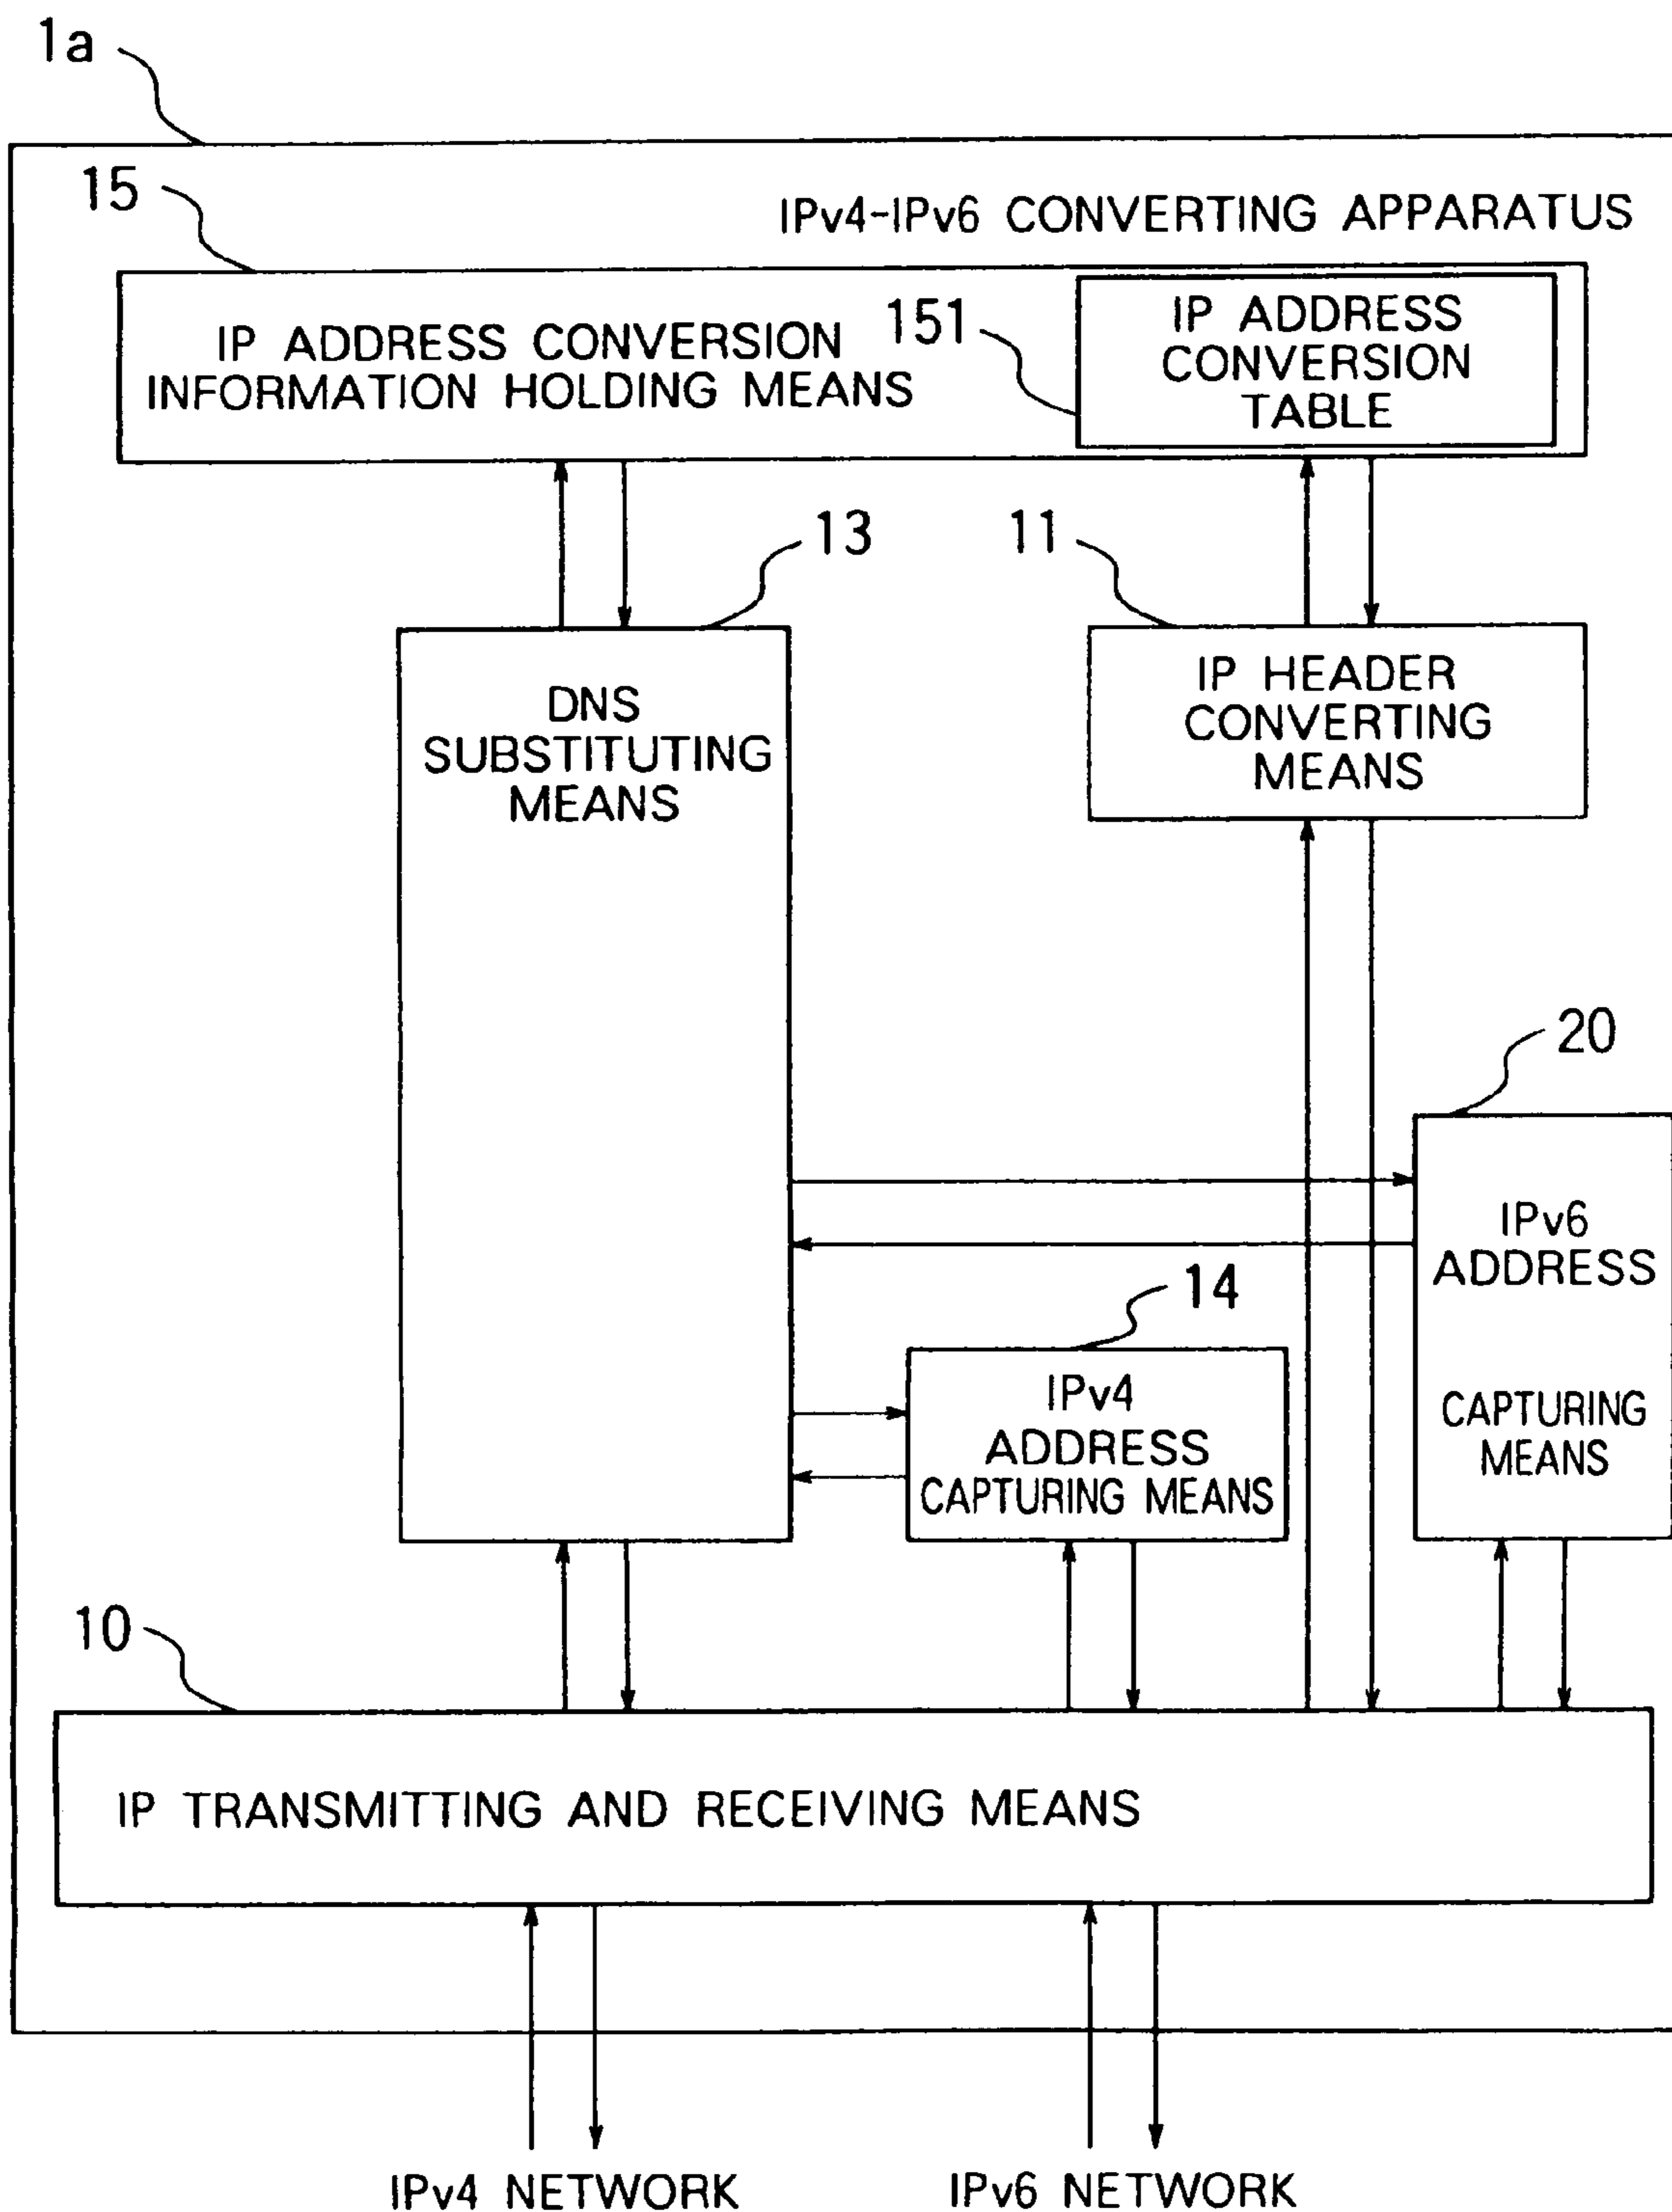 1a
15
IPv4-IPv6 CONVERTING APPARATUS
IP ADDRESS CONVERSION
INFORMATION HOLDING MEANS
151
IP ADDRESS
CONVERSION
TABLE
13
11
DNS
SUBSTITUTING
MEANS
IP HEADER
CONVERTING
MEANS
20
IPv6
ADDRESS
CAPTURING
MEANS
14
IPv4
ADDRESS
CAPTURING MEANS
10
IP TRANSMITTING AND RECEIVING MEANS
IPv4 NETWORK
IPv6 NETWORK